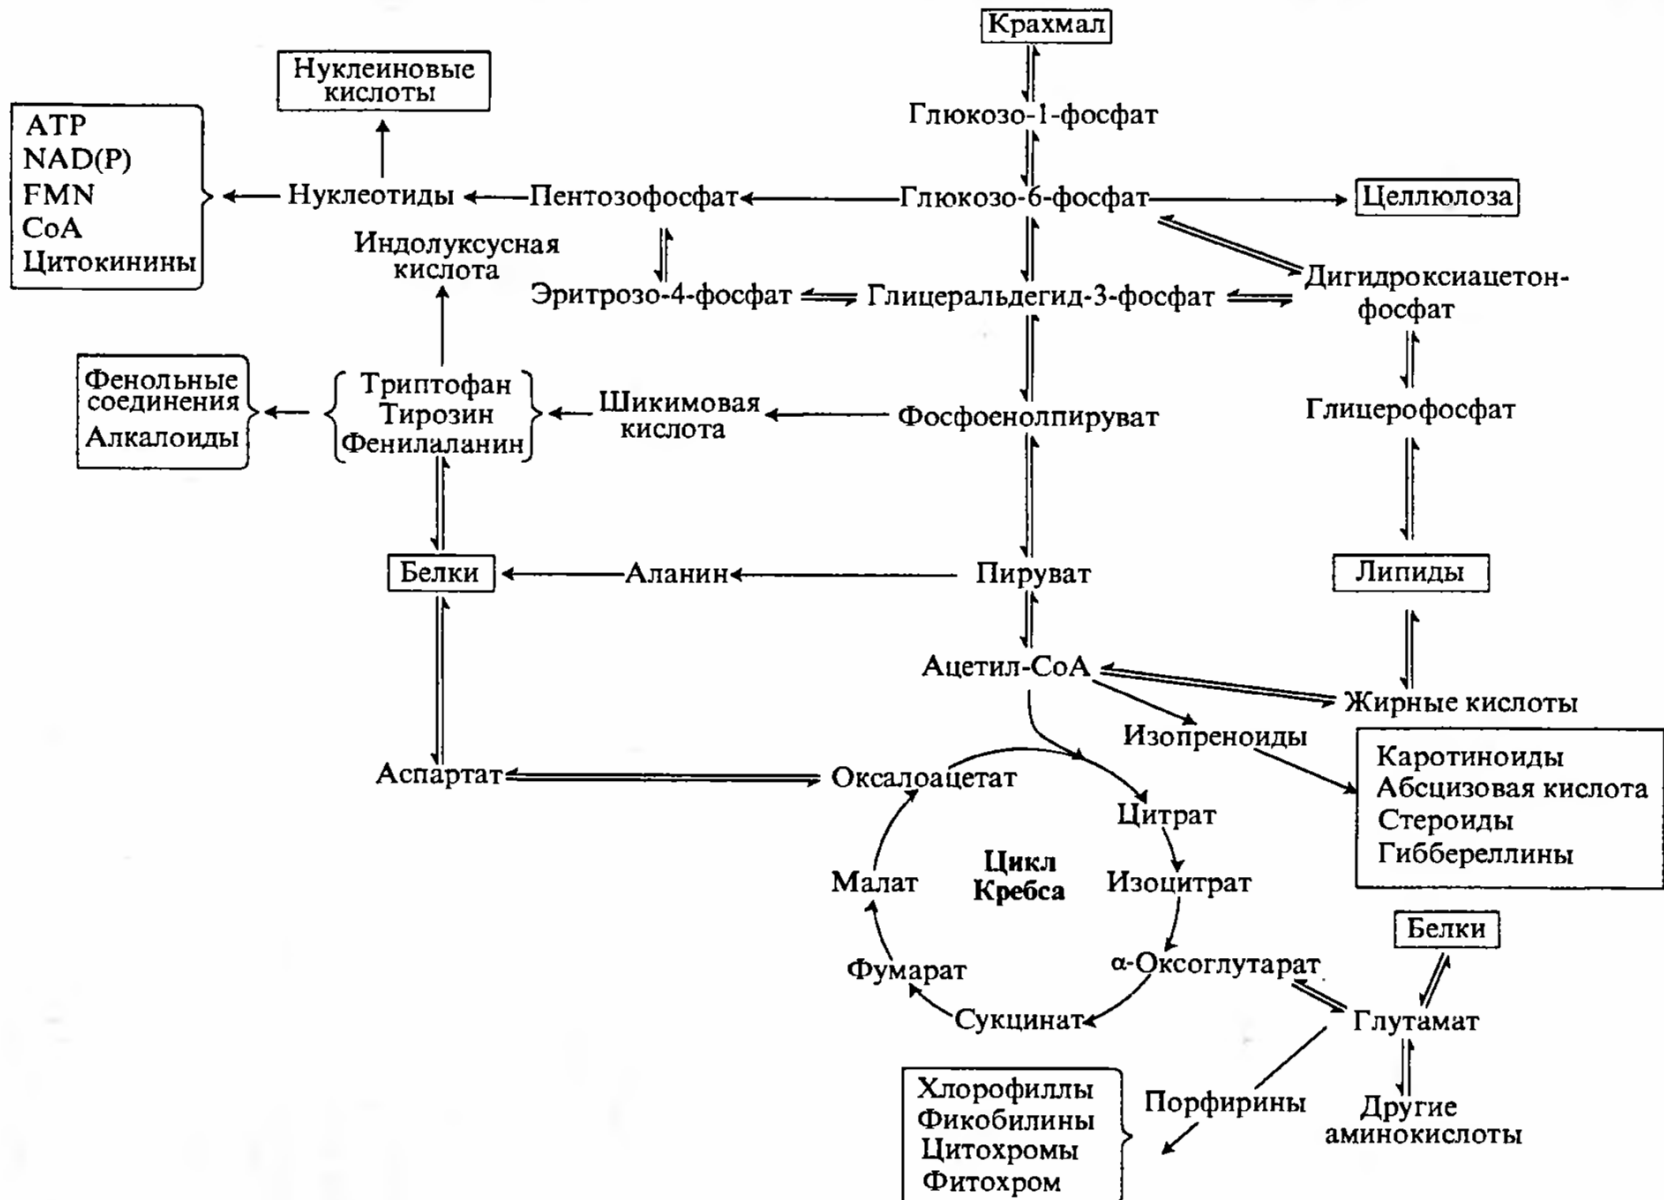 Крахмал
Нуклеиновые
кислоты
Глюкозо-1-фосфат
ATP
NAD(P)
FMN
CoA
Цитокинины
Нуклеотиды
Пентозофосфат
Глюкозо-6-фосфат
Целлюлоза
Индолуксусная
кислота
Эритрозо-4-фосфат
Глицеральдегид-3-фосфат
Дигидроксиацетон-
фосфат
Фенольные
соединения
Алкалоиды
Триптофан
Тирозин
Фенилаланин
Шикимовая
кислота
Фосфоенолпируват
Глицерофосфат
Белки
Аланин
Пируват
Липиды
Ацетил-CoA
Жирные кислоты
Изопреноиды
Каротиноиды
Абсцизовая кислота
Стероиды
Гиббереллины
Аспартат
Оксалоацетат
Цитрат
Цикл
Кребса
Малат
Изоцитрат
Белки
Фумарат
α-Оксоглутарат
Сукцинат
Глутамат
Хлорофиллы
Фикобилины
Цитохромы
Фитохром
Порфирины
Другие
аминокислоты